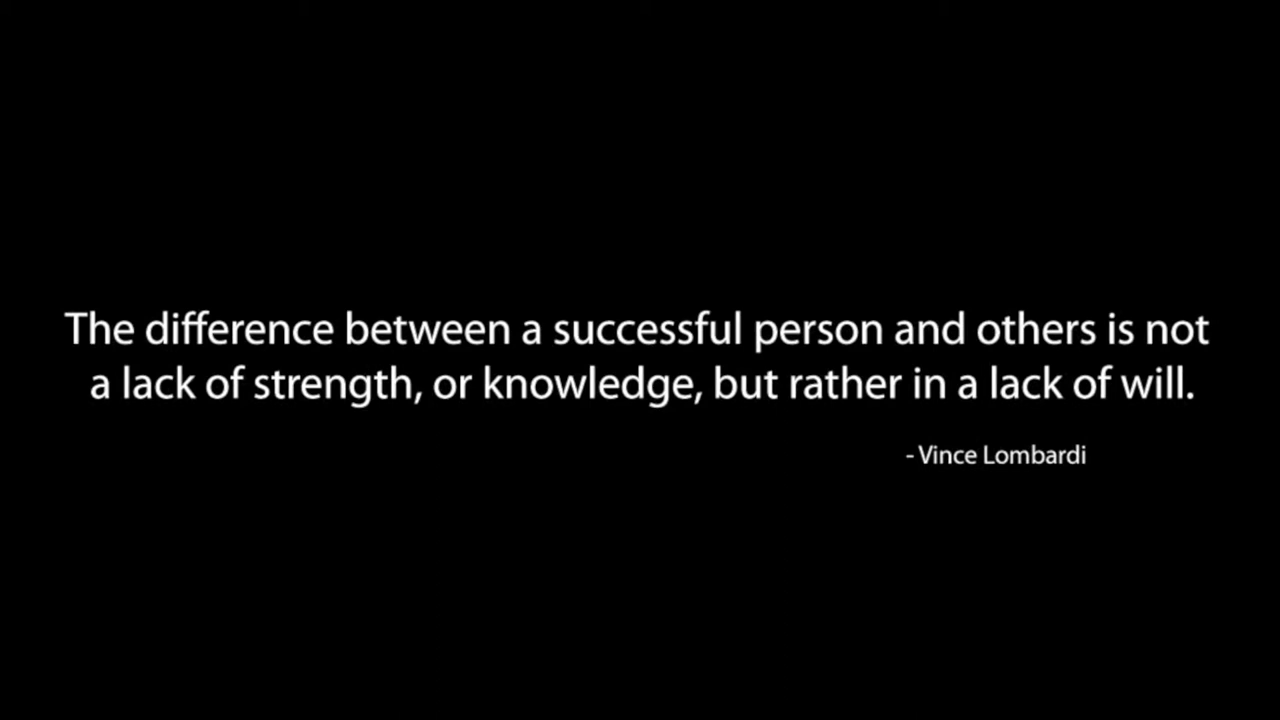 The difference between a successful person and others is not
a lack of strength, or knowledge, but rather in a lack of will.
- Vince Lombardi